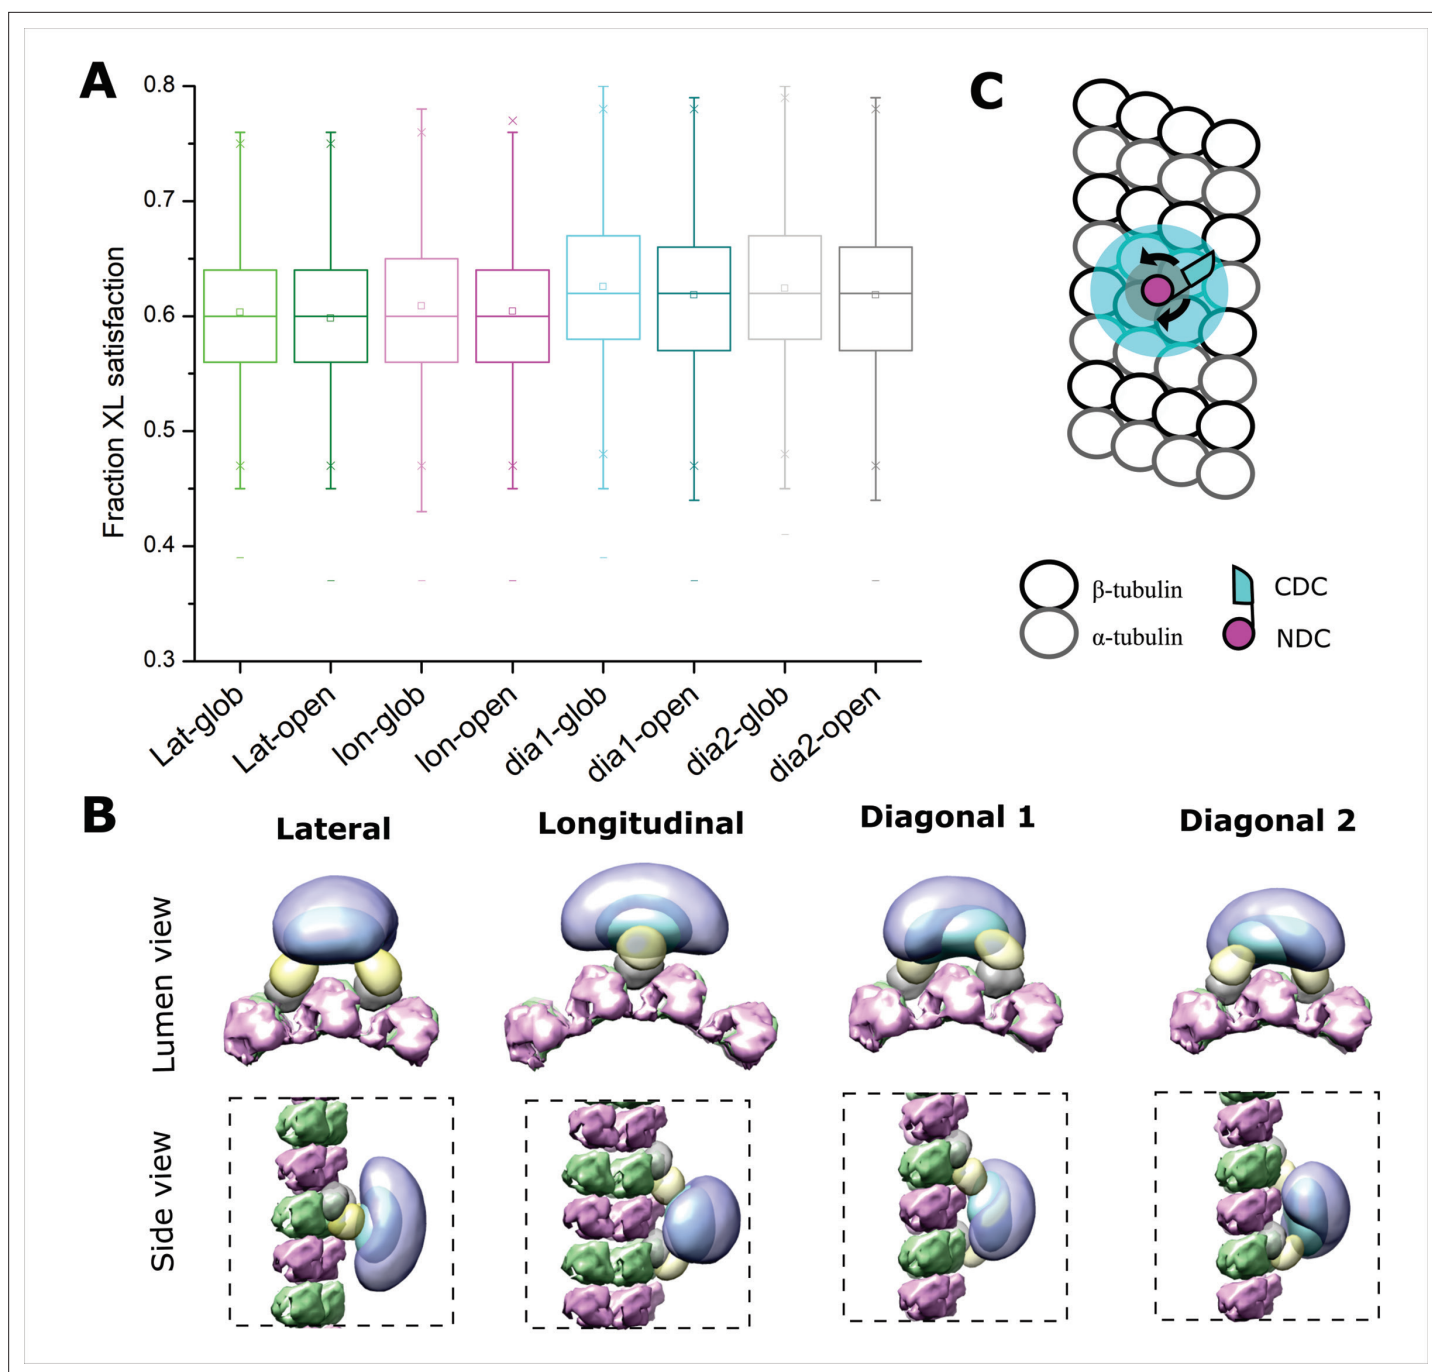 A
Fraction XL satisfaction
0.8
0.7
0.6
0.5
0.4
0.3
Lat-glob
Lat-open
lon-glob
lon-open
dia1-glob
dia1-open
dia2-glob
dia2-open
C
β-tubulin
α-tubulin
CDC
NDC
B
Lateral
Longitudinal
Diagonal 1
Diagonal 2
Lumen view
Side view